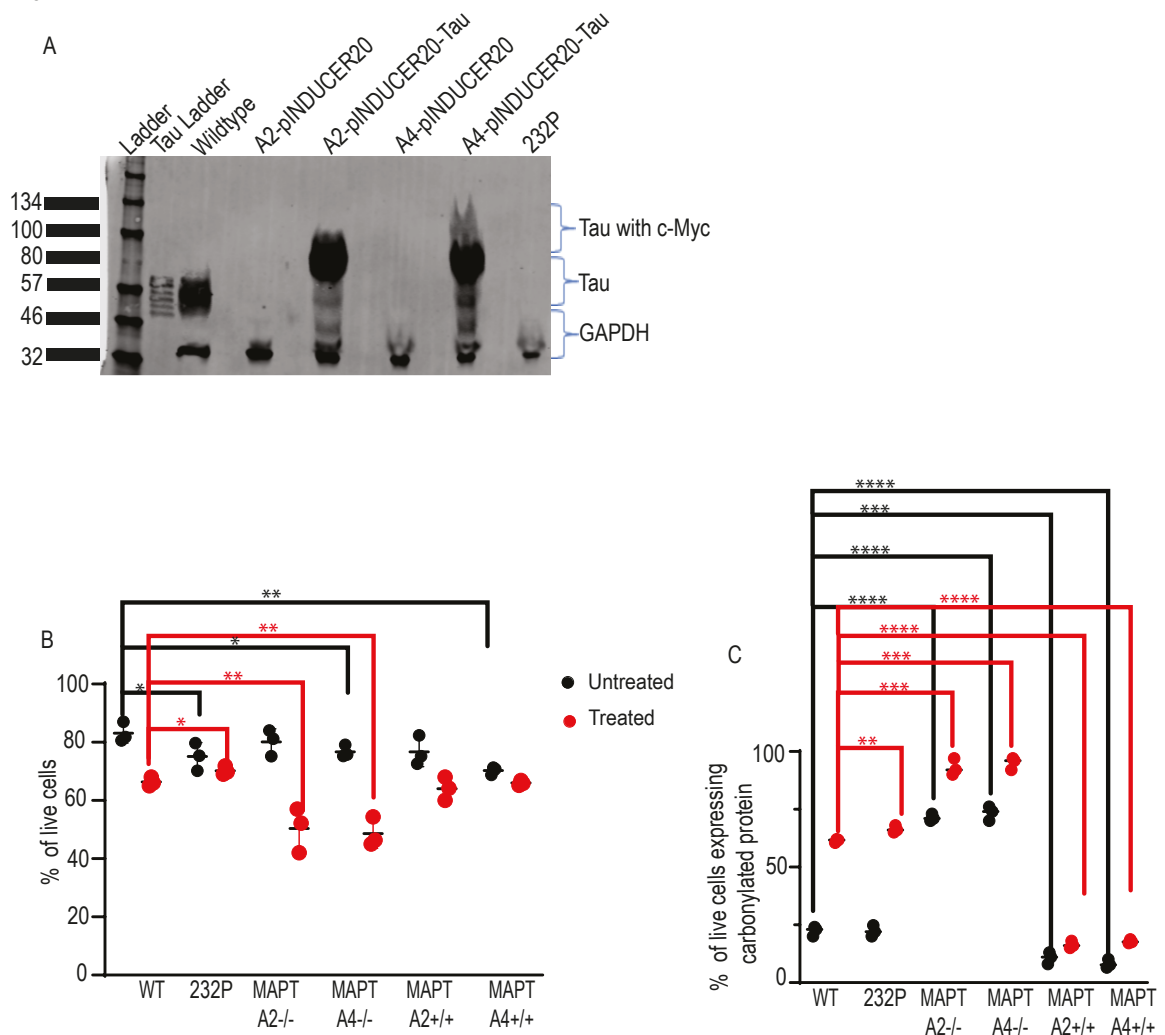 A
Ladder
Tau Ladder
Wildtype
A2-pINDUCER20
A2-pINDUCER20-Tau
A4-pINDUCER20
A4-pINDUCER20-Tau
232P
134
100
80
57
46
32
Tau with c-Myc
Tau
GAPDH
B
**
**
*
**
*
*
100
80
60
40
20
0
% of live cells
WT
232P
MAPT A2-/-
MAPT A4-/-
MAPT A2+/+
MAPT A4+/+
Untreated
Treated
C
****
***
****
****
****
****
***
***
**
100
50
0
% of live cells expressing
carbonylated protein
WT
232P
MAPT A2-/-
MAPT A4-/-
MAPT A2+/+
MAPT A4+/+